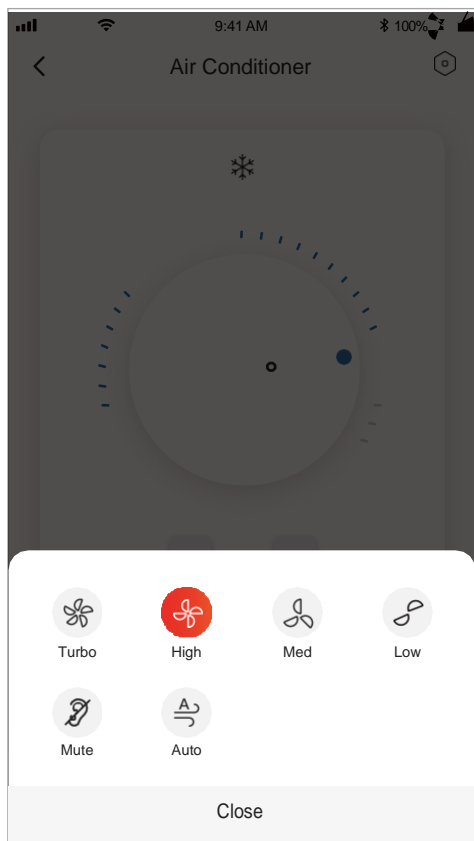 9:41 AM 100%
Air Conditioner
Turbo High Med Low
Mute A Auto
Close